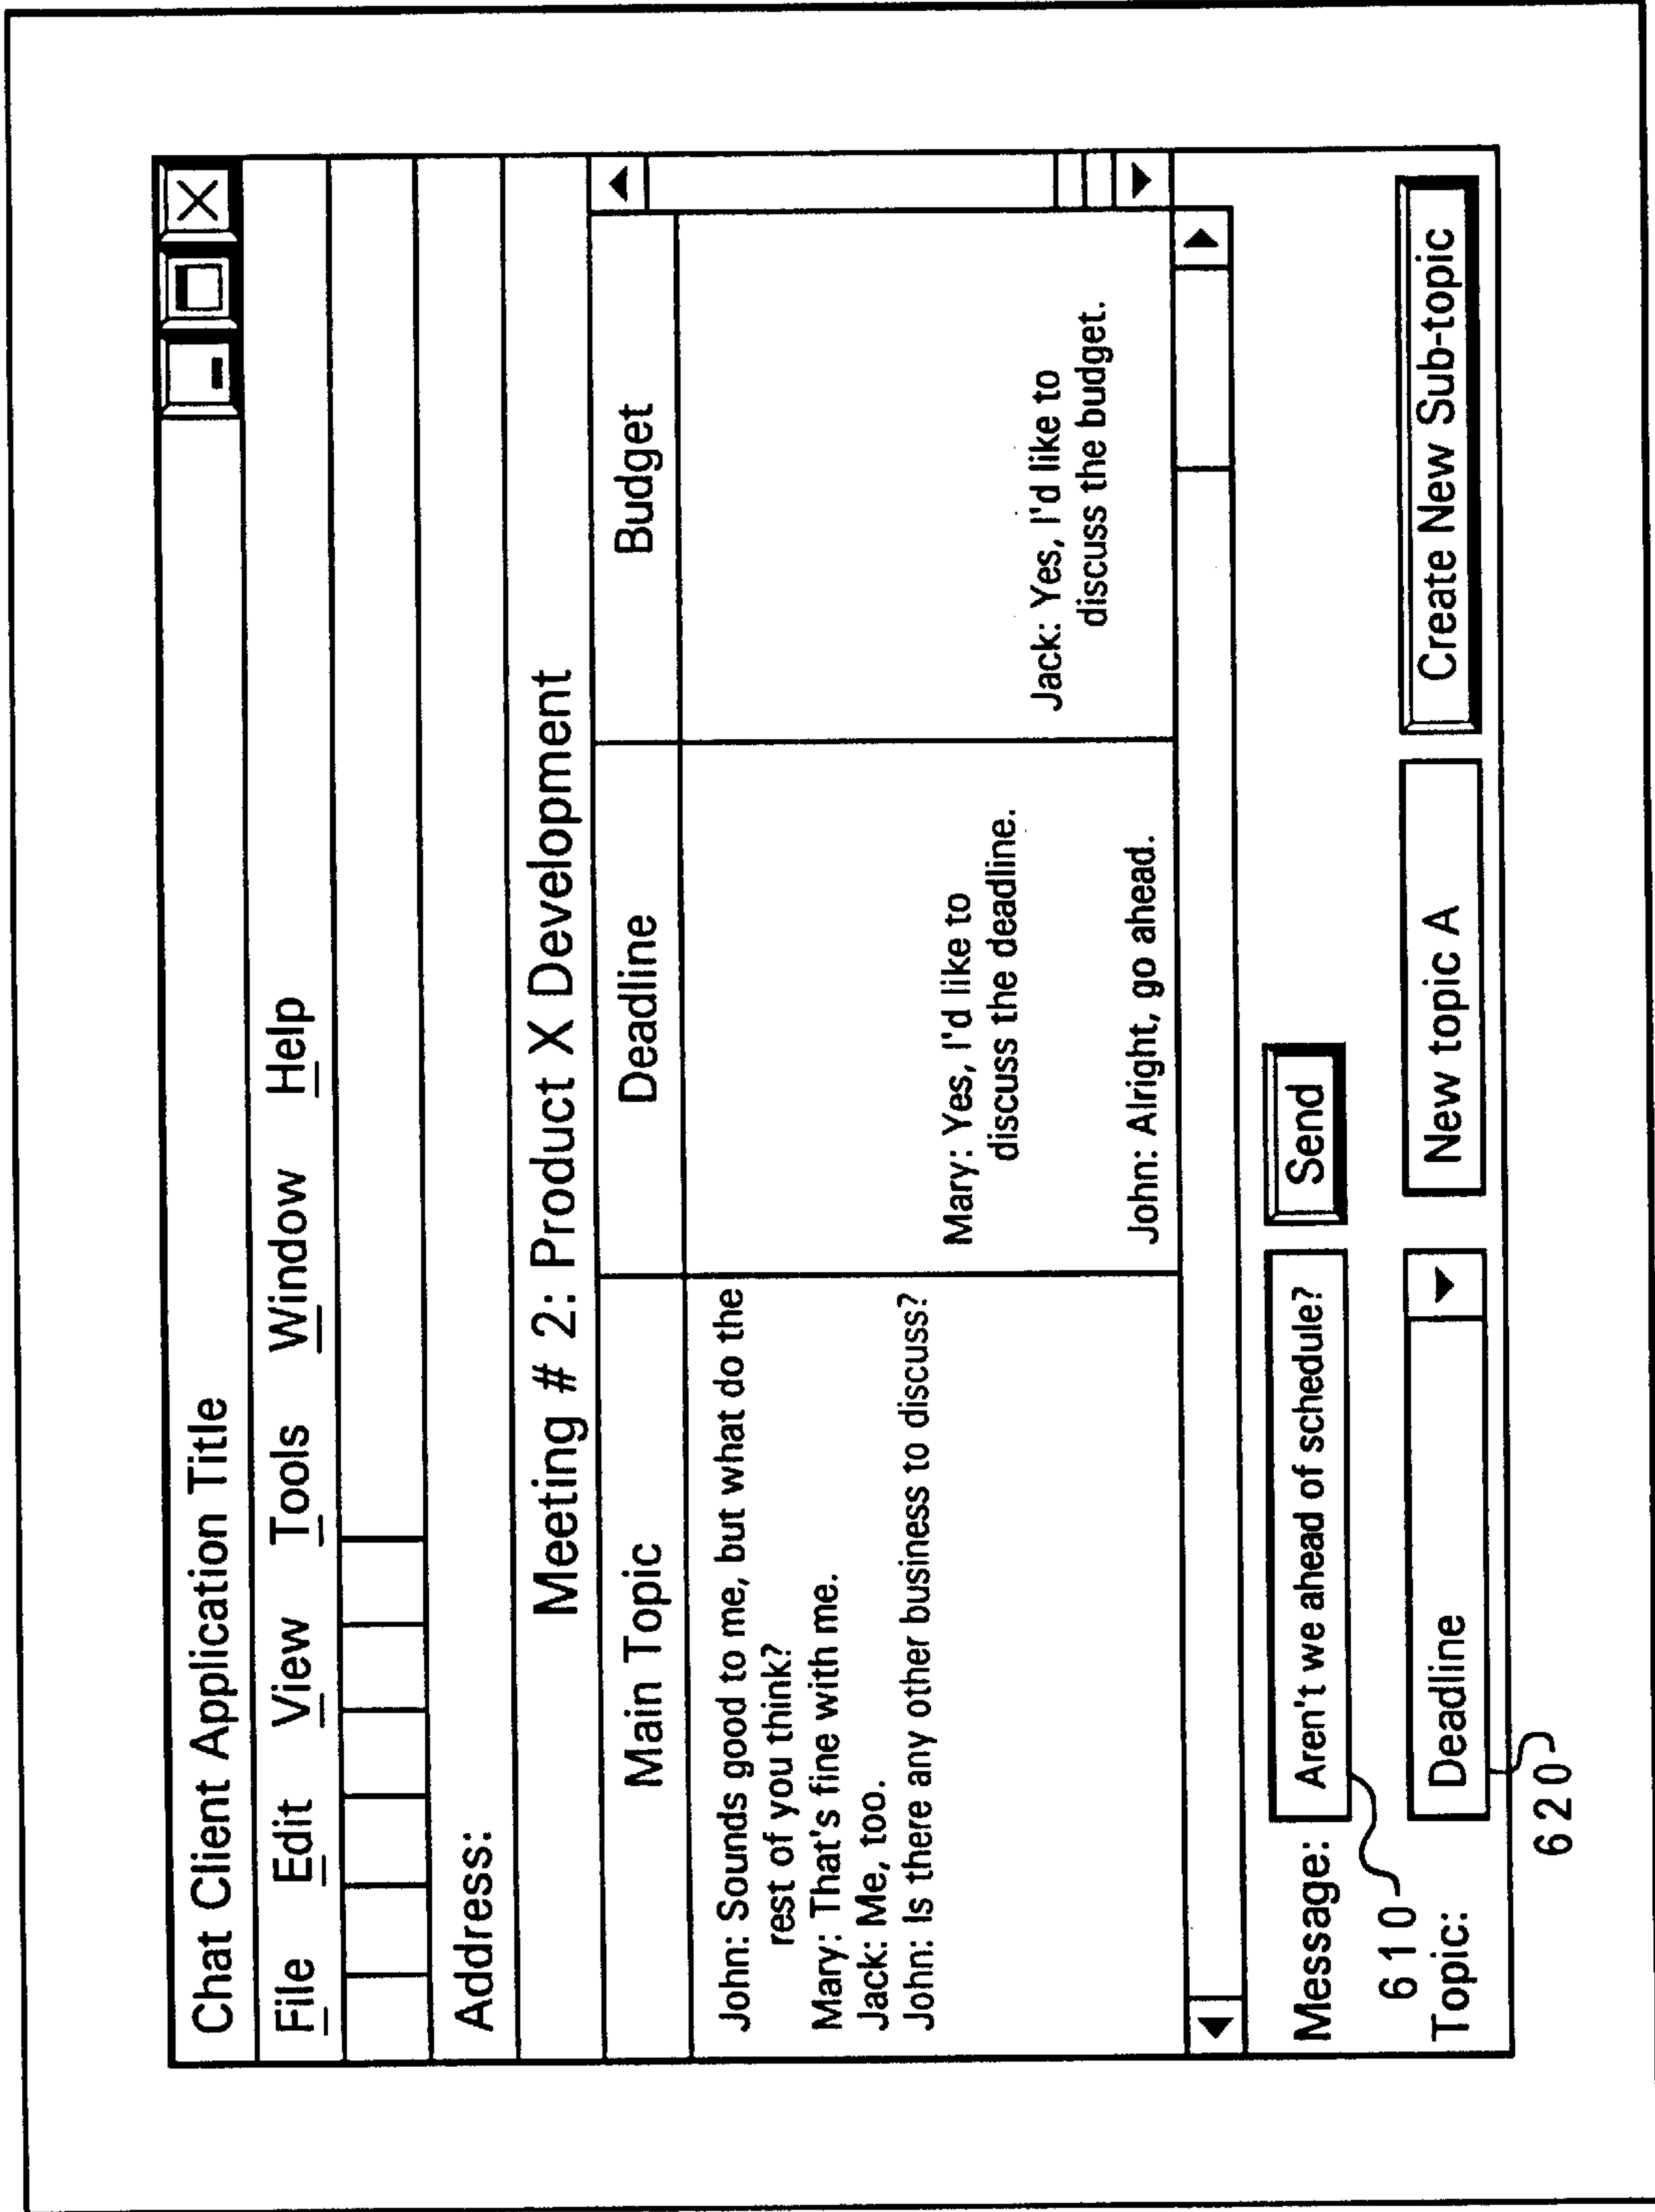 Chat Client Application Title
File Edit View Tools Window Help
Address:
Meeting # 2: Product X Development
Main Topic
Deadline
Budget
John: Sounds good to me, but what do the
rest of you think?
Mary: That's fine with me.
Jack: Me, too.
John: Is there any other business to discuss?
Mary: Yes, I'd like to
discuss the deadline.
Jack: Yes, I'd like to
discuss the budget.
John: Alright, go ahead.
Message: Aren't we ahead of schedule? Send
610
Topic: Deadline New topic A Create New Sub-topic
620